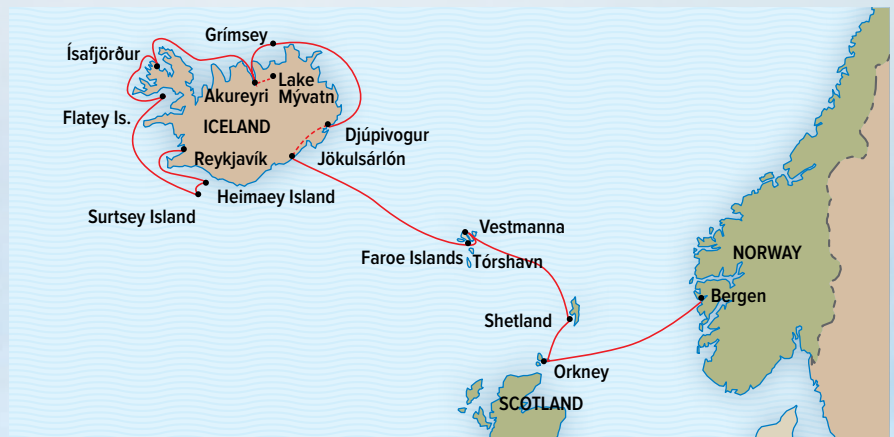 Grímsey
Ísafjörður
Lake
Akureyri
Mývatn
Flatey Is.
ICELAND
Djúpivogur
Reykjavík
Jökulsárlón
Heimaey Island
Surtsey Island
Vestmanna
Faroe Islands
Tórshavn
NORWAY
Bergen
Shetland
Orkney
SCOTLAND